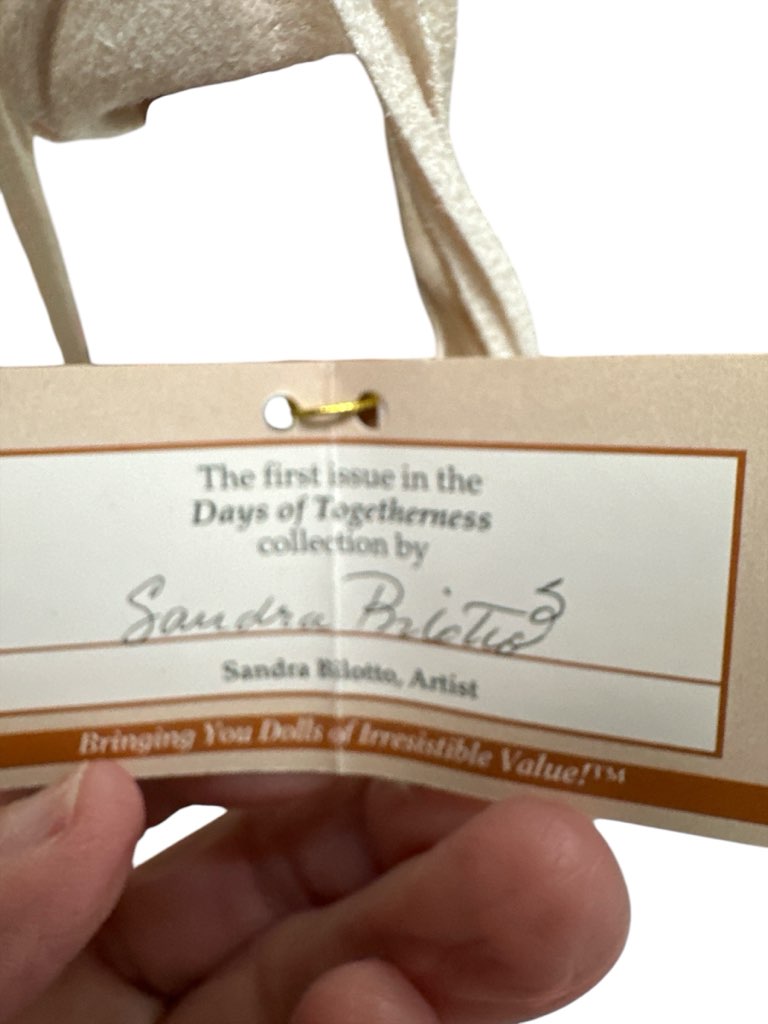 The first issue in the
Days of Togetherness
collection by
Sandra Bilotto
Sandra Bilotto, Artist
Bringing You Dolls of Irresistible Value!™